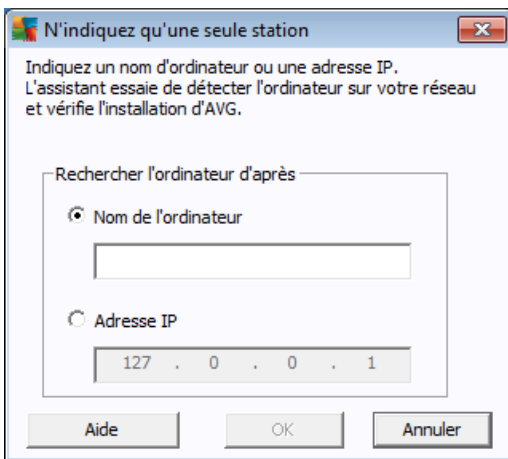 N'indiquez qu'une seule station
Indiquez un nom d'ordinateur ou une adresse IP.
L'assistant essaie de détecter l'ordinateur sur votre réseau
et vérifie l'installation d'AVG.
Rechercher l'ordinateur d'après
Nom de l'ordinateur
Adresse IP
127 . 0 . 0 . 1
Aide OK Annuler